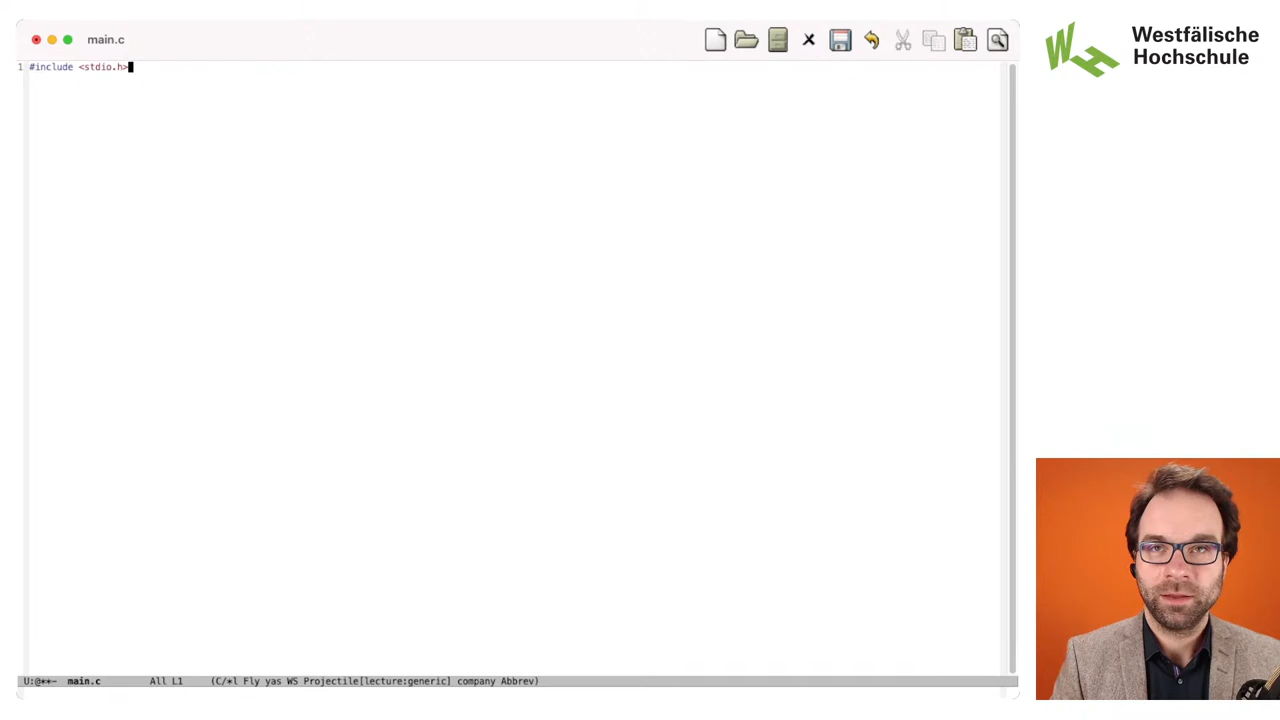 main.c
Westfälische
Hochschule
1 #include <stdio.h>
U:@**- main.c All L1 (C/*l Fly yas WS Projectile[lecture:generic] company Abbrev)